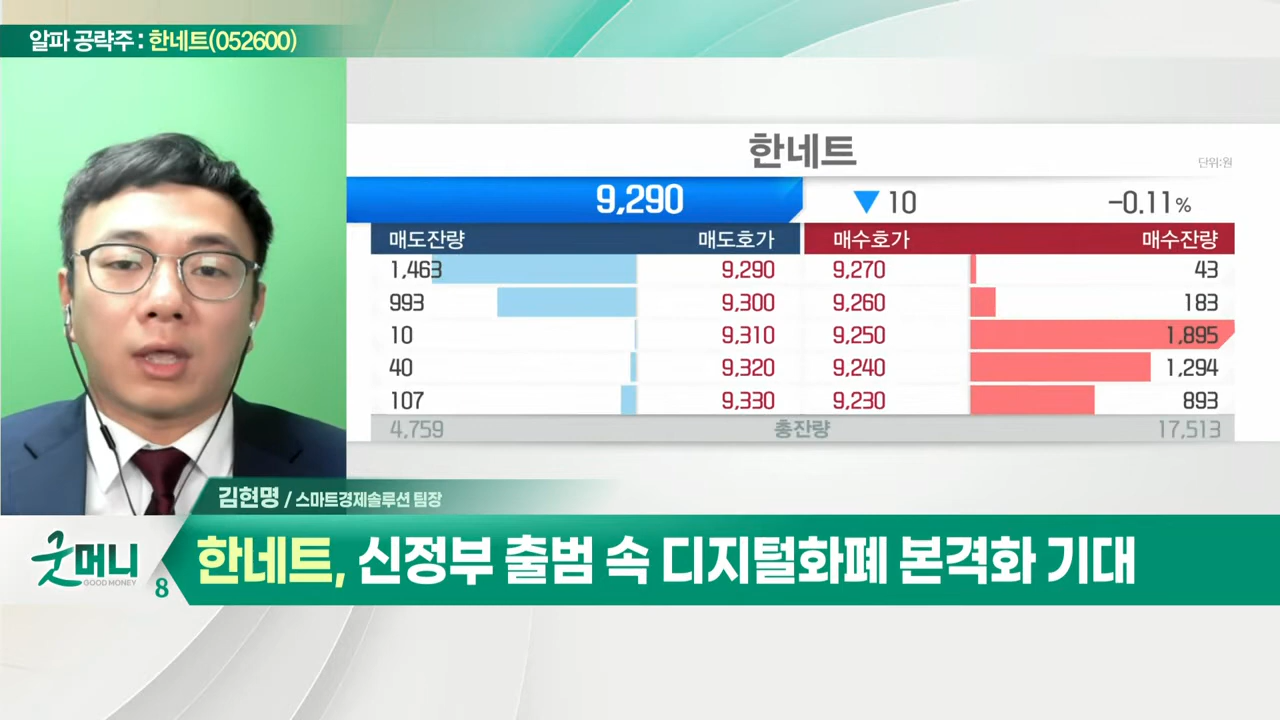 알파 공략주 : 한네트(052600)
한네트
단위:원
9,290 ▼ 10 -0.11%
매도잔량 매도호가 매수호가 매수잔량
1,463 9,290 9,270 43
993 9,300 9,260 183
10 9,310 9,250 1,895
40 9,320 9,240 1,294
107 9,330 9,230 893
4,759 총잔량 17,513
김현명 / 스마트경제솔루션 팀장
굿머니
GOOD MONEY
8
한네트, 신정부 출범 속 디지털화폐 본격화 기대